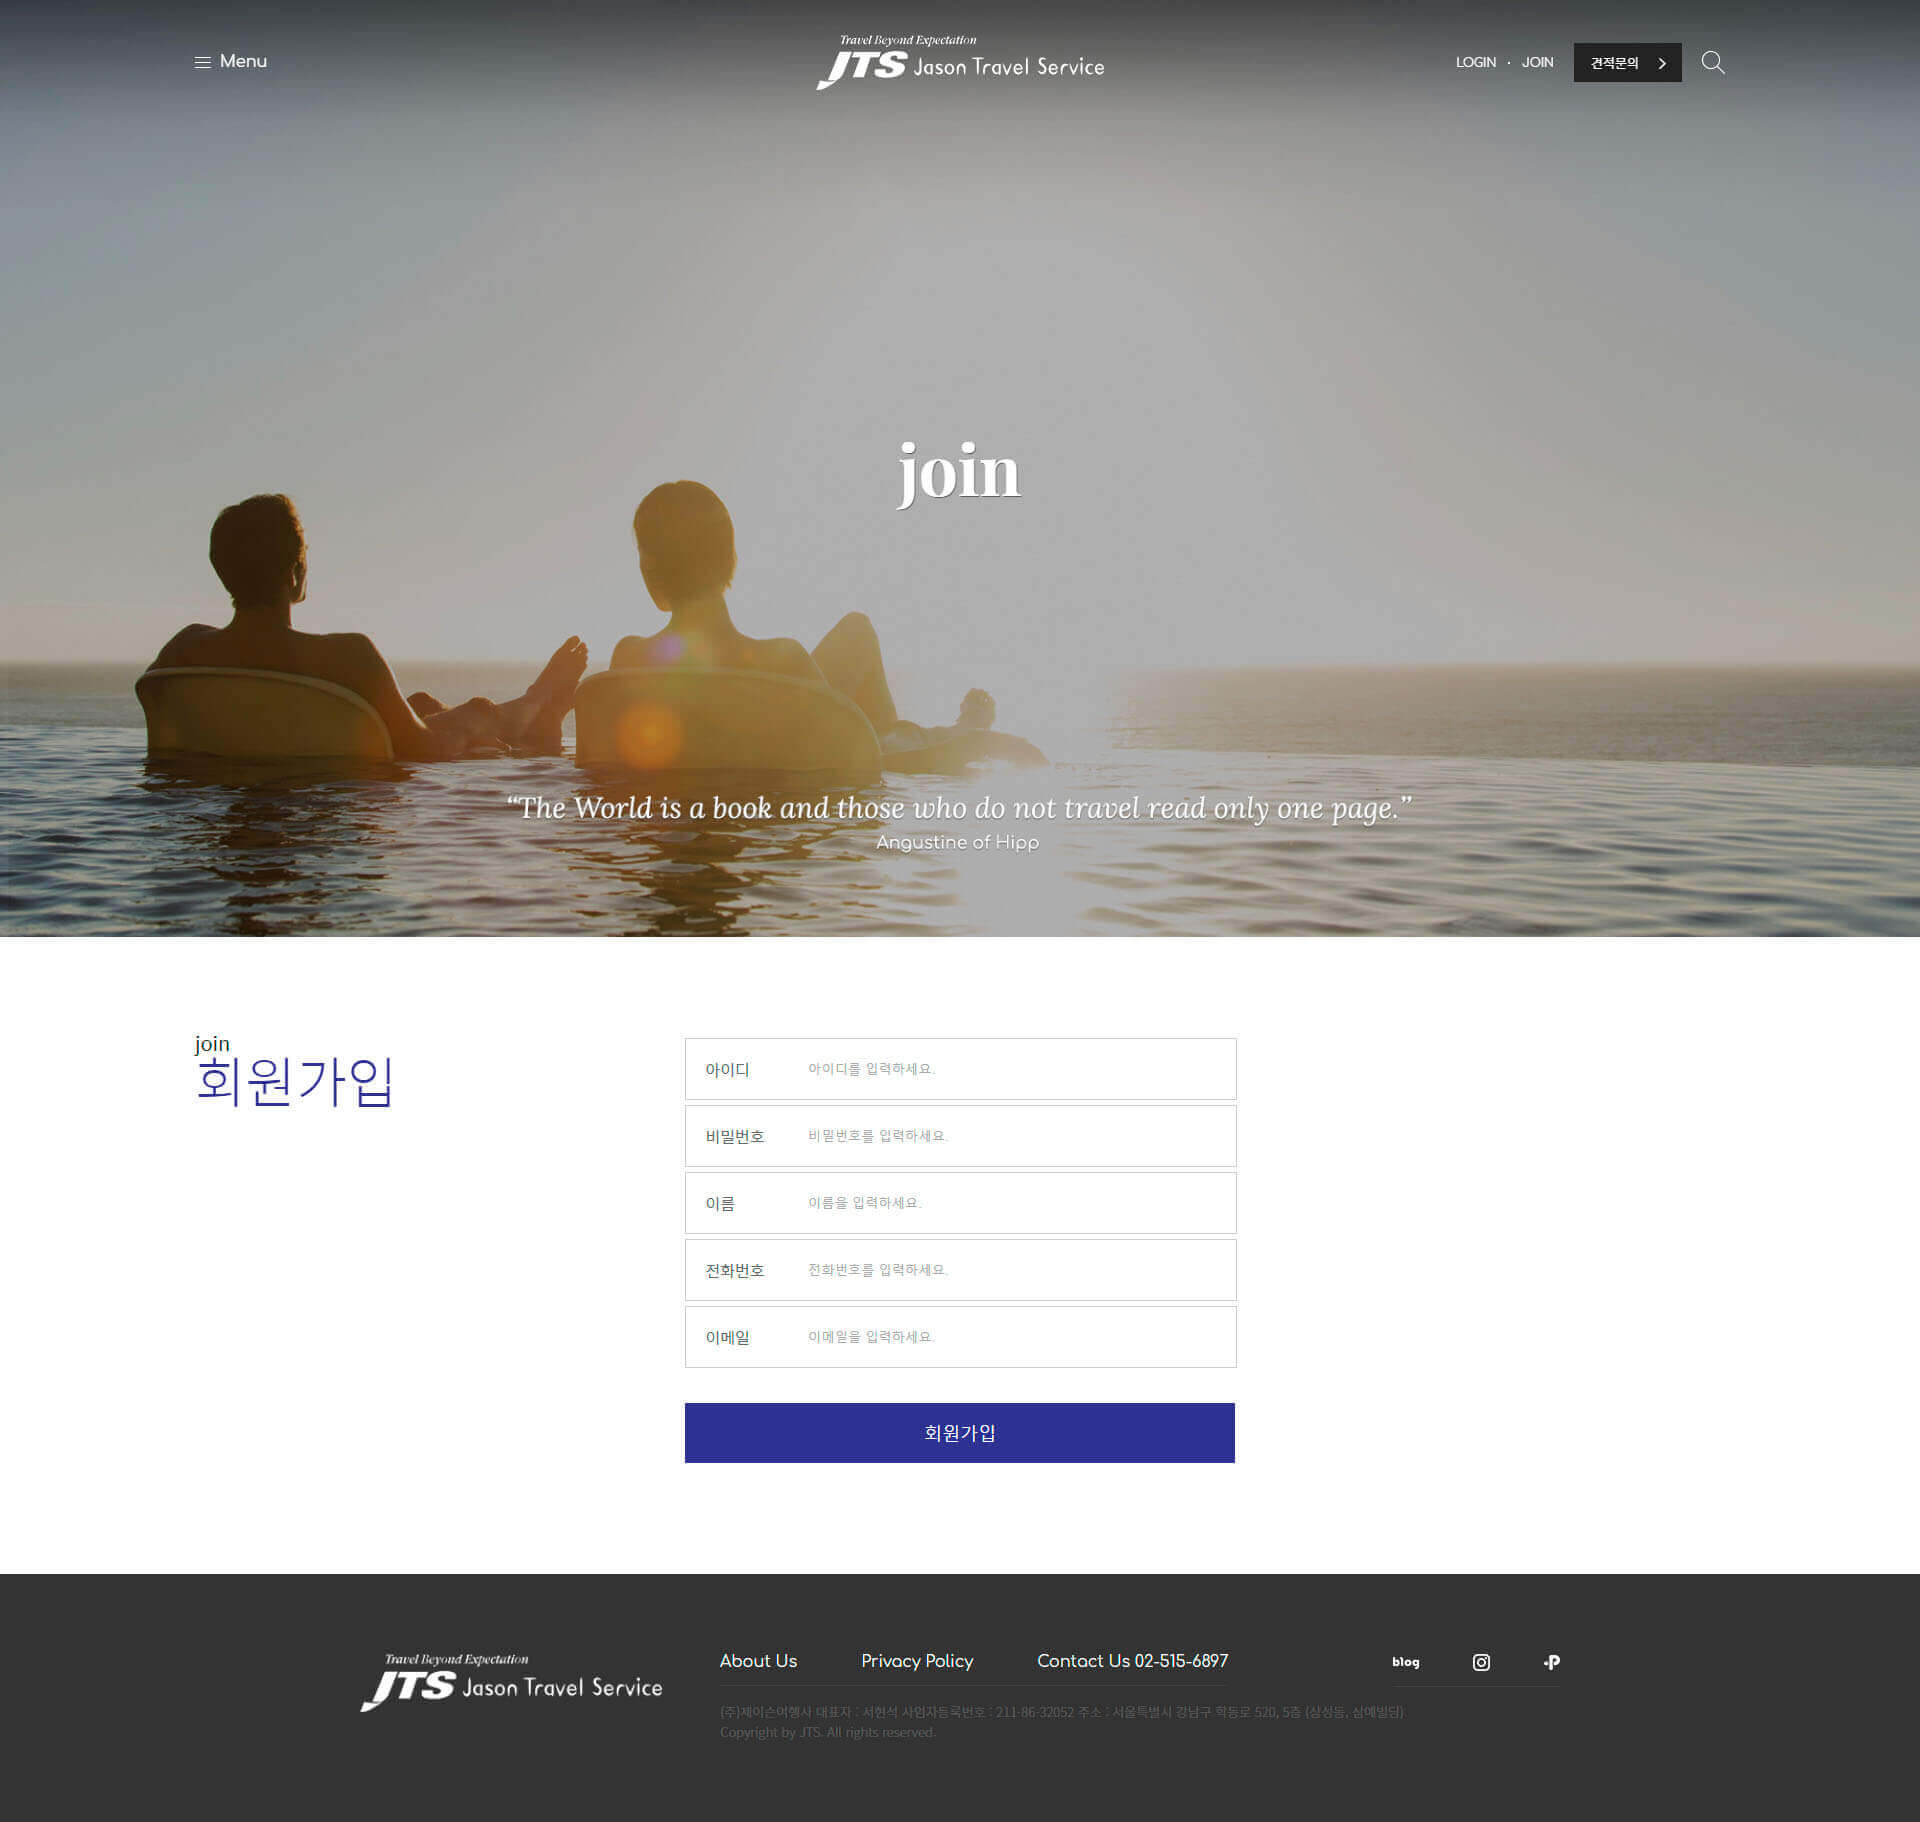 Menu
Travel Beyond Expectation
JTS Jason Travel Service
LOGIN · JOIN
견적문의
join
“The World is a book and those who do not travel read only one page.”
Angustine of Hipp
join
회원가입
아이디 아이디를 입력하세요.
비밀번호 비밀번호를 입력하세요.
이름 이름을 입력하세요.
전화번호 전화번호를 입력하세요.
이메일 이메일을 입력하세요.
회원가입
Travel Beyond Expectation
JTS Jason Travel Service
About Us Privacy Policy Contact Us 02-515-6897
blog
(주)제이슨여행사 대표자 : 서현석 사업자등록번호 : 211-86-32052 주소 : 서울특별시 강남구 학동로 520, 5층 (삼성동, 삼예빌딩)
Copyright by JTS. All rights reserved.